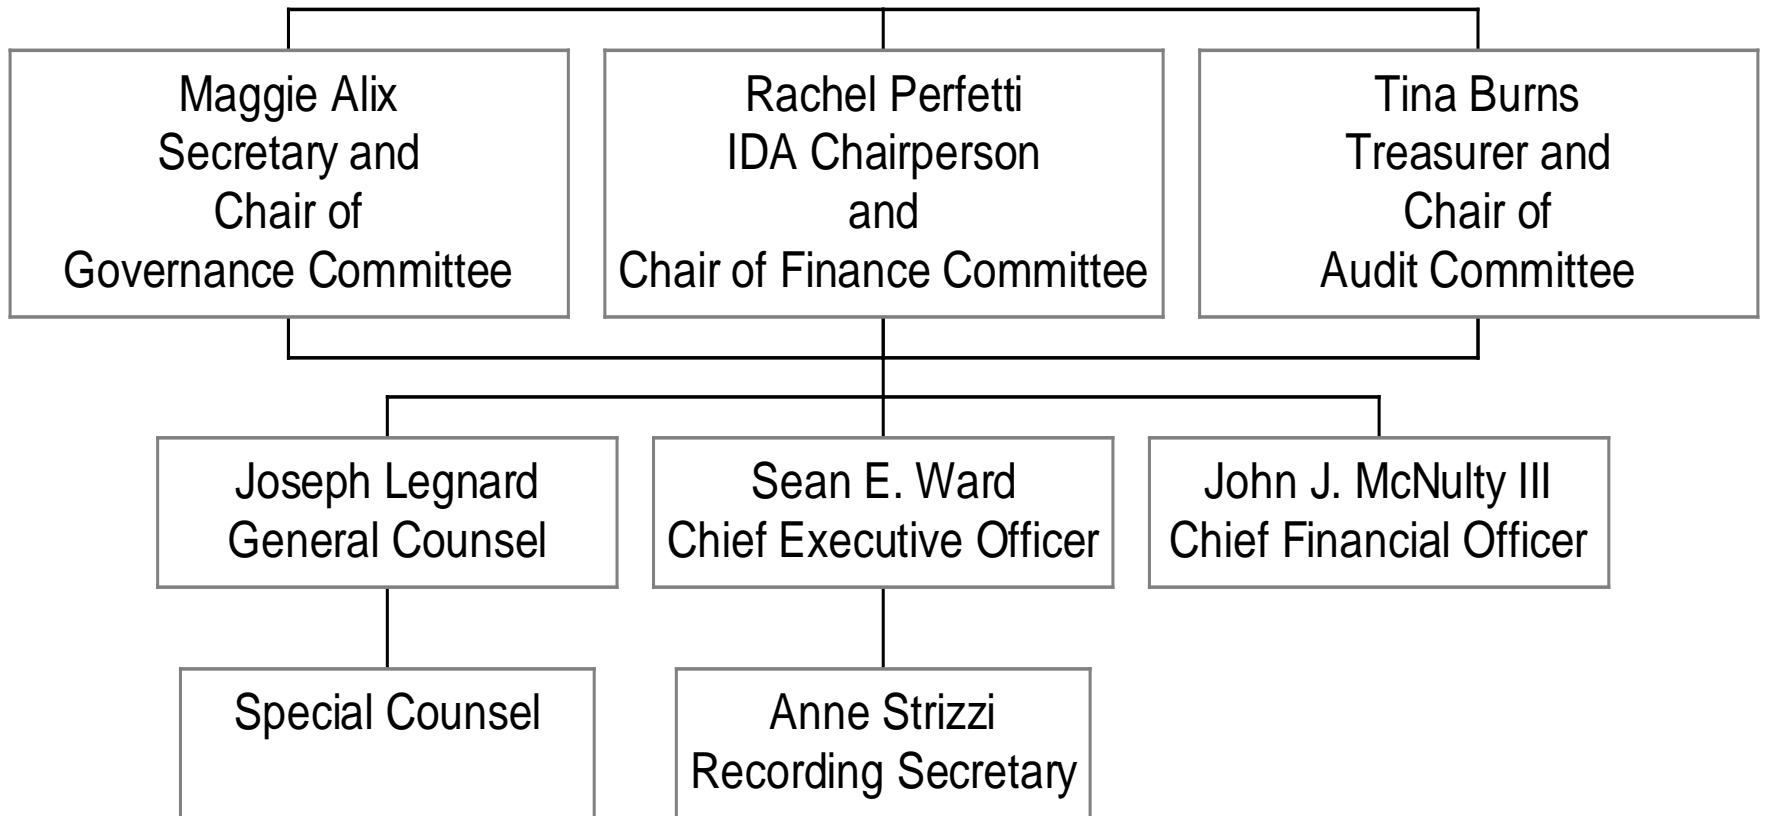 Maggie Alix
Secretary and
Chair of
Governance Committee
Rachel Perfetti
IDA Chairperson
and
Chair of Finance Committee
Tina Burns
Treasurer and
Chair of
Audit Committee
Joseph Legnard
General Counsel
Sean E. Ward
Chief Executive Officer
John J. McNulty III
Chief Financial Officer
Special Counsel
Anne Strizzi
Recording Secretary